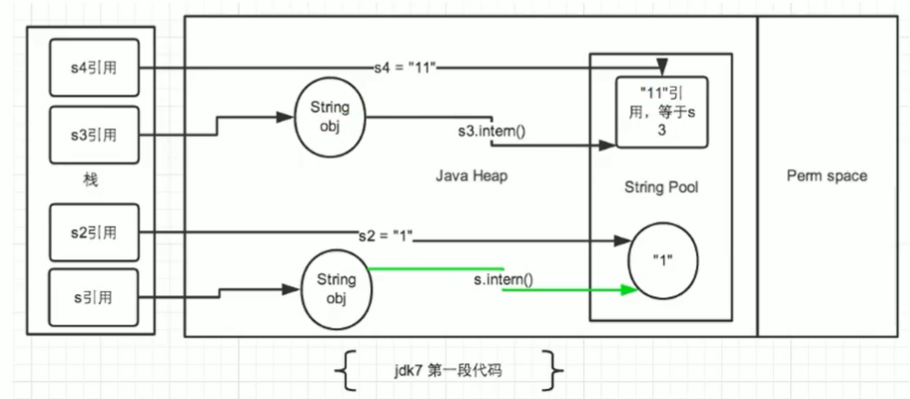 s4引用
s4 = "11"
"11"引
用，等于s
3
String
obj
s3引用
s3.intern()
栈
Java Heap
String Pool
Perm space
s2引用
s2 = "1"
"1"
String
obj
s.intern()
s引用
jdk7 第一段代码